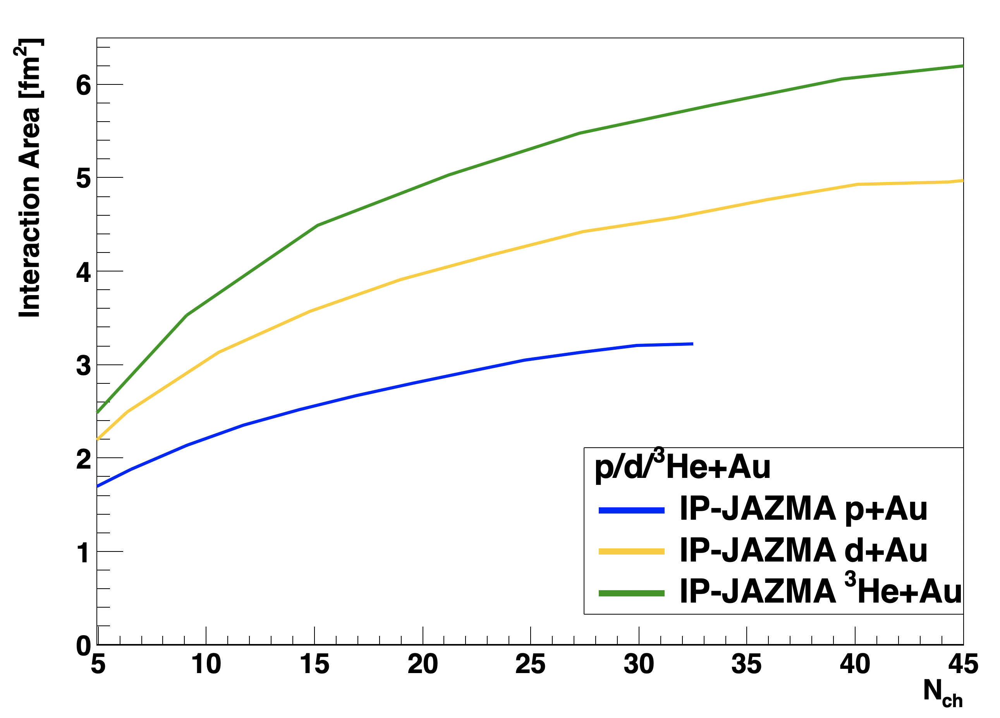 Interaction Area [fm²]
6
5
4
3
2
1
0
5 10 15 20 25 30 35 40 45
N_ch
p/d/³He+Au
IP-JAZMA p+Au
IP-JAZMA d+Au
IP-JAZMA ³He+Au